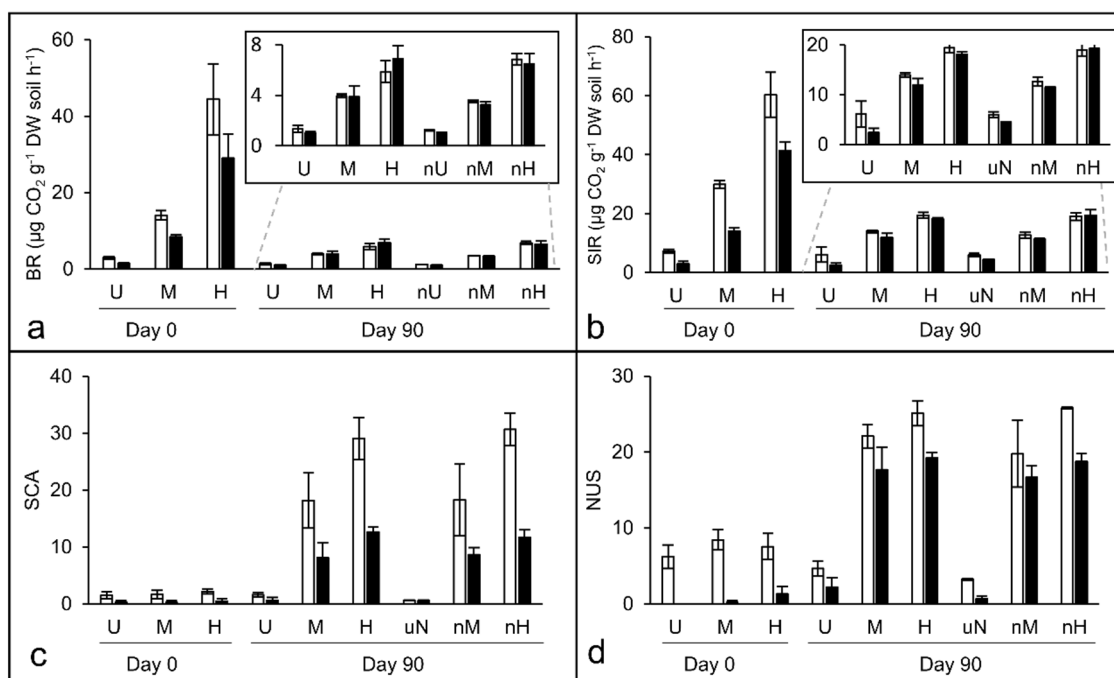 60
40
20
0
BR (µg CO₂ g⁻¹ DW soil h⁻¹)
8
4
0
U M H nU nM nH
U M H U M H nU nM nH
Day 0 Day 90
a
80
60
40
20
0
SIR (µg CO₂ g⁻¹ DW soil h⁻¹)
20
10
0
U M H uN nM nH
U M H U M H uN nM nH
Day 0 Day 90
b
40
30
20
10
0
SCA
U M H U M H uN nM nH
Day 0 Day 90
c
30
20
10
0
NUS
U M H U M H uN nM nH
Day 0 Day 90
d